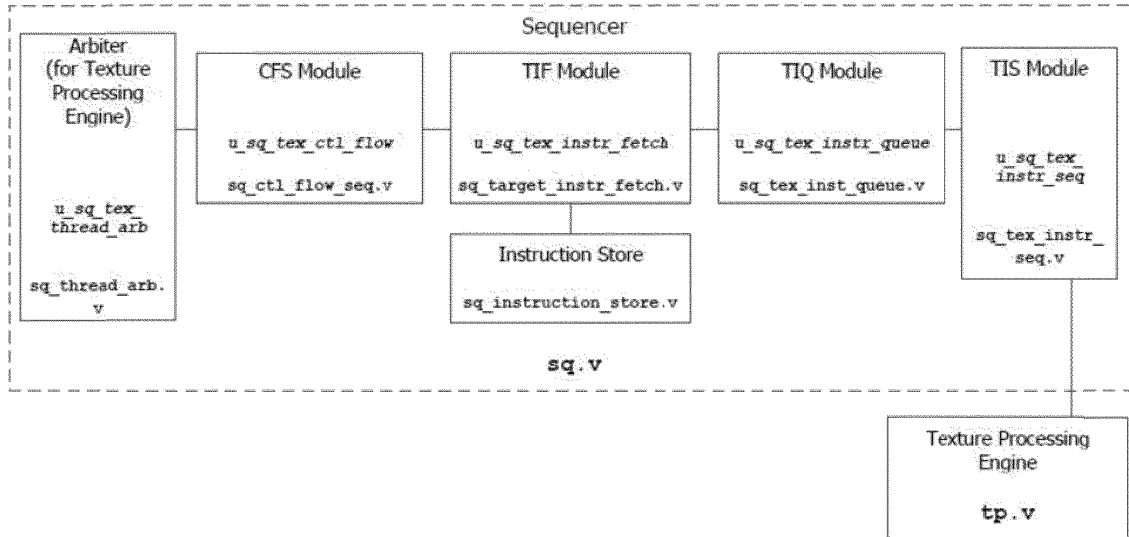 Sequencer
Arbiter
(for Texture
Processing
Engine)
u_sq_tex_
thread_arb
sq_thread_arb.
v
CFS Module
u_sq_tex_ctl_flow
sq_ctl_flow_seq.v
TIF Module
u_sq_tex_instr_fetch
sq_target_instr_fetch.v
TIQ Module
u_sq_tex_instr_queue
sq_tex_inst_queue.v
TIS Module
u_sq_tex_
instr_seq
sq_tex_instr_
seq.v
Instruction Store
sq_instruction_store.v
sq.v
Texture Processing
Engine
tp.v